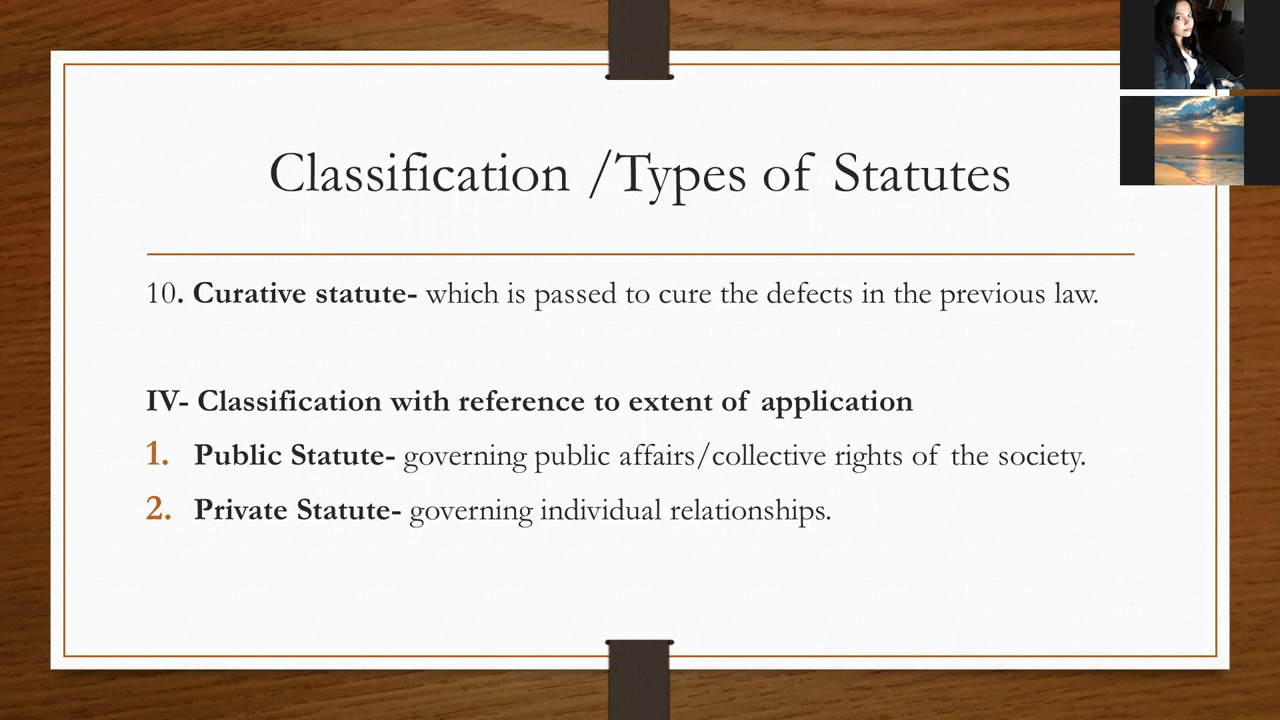 Classification /Types of Statutes
10. Curative statute- which is passed to cure the defects in the previous law.
IV- Classification with reference to extent of application
1. Public Statute- governing public affairs/collective rights of the society.
2. Private Statute- governing individual relationships.